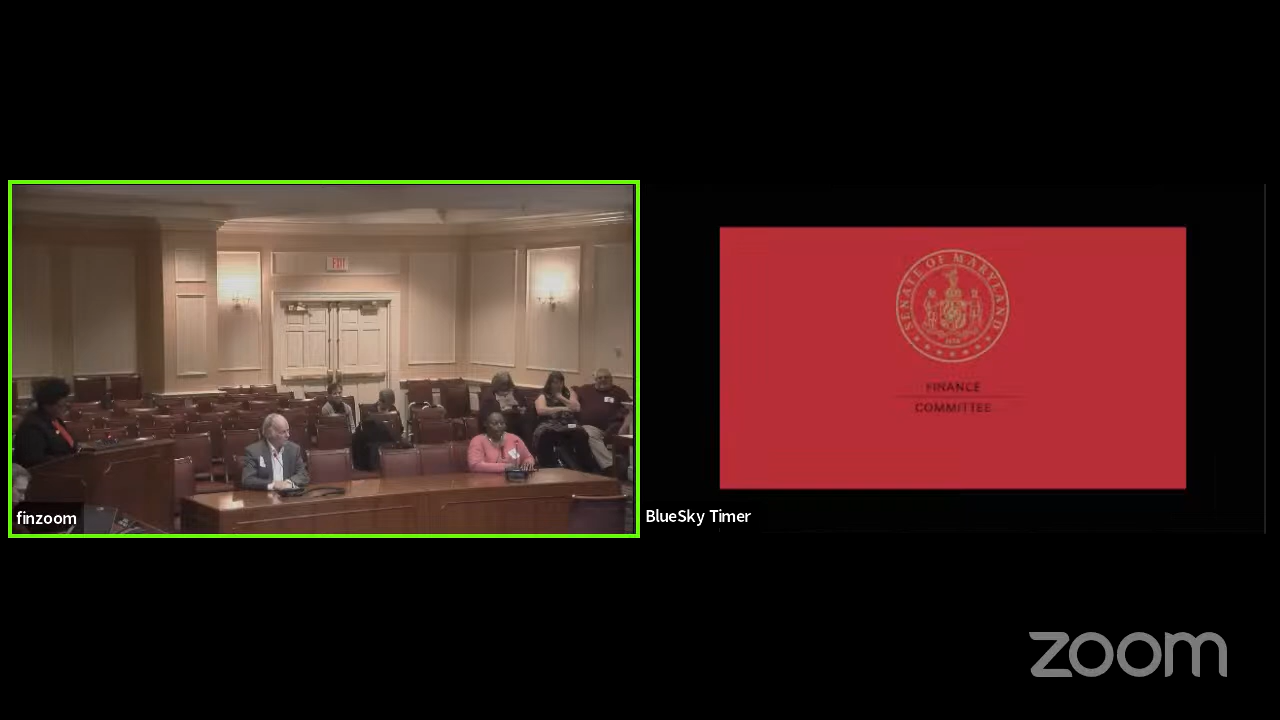 EXIT
SENATE OF MARYLAND
FINANCE
COMMITTEE
finzoom
BlueSky Timer
zoom